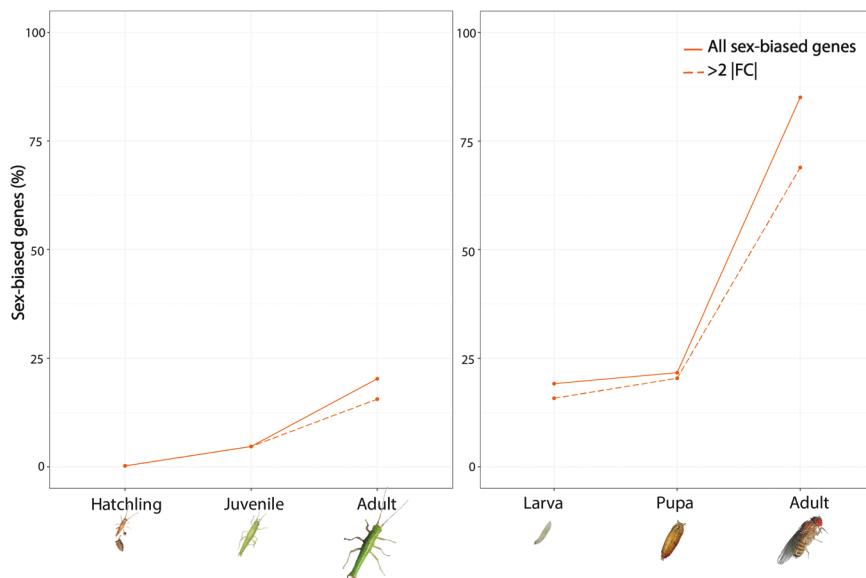 Sex-biased genes (%)
100
75
50
25
0
Hatchling
Juvenile
Adult
100
75
50
25
0
All sex-biased genes
>2 |FC|
Larva
Pupa
Adult